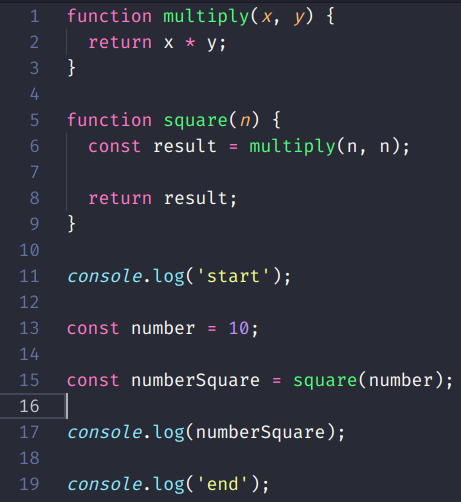 1 function multiply(x, y) {
2   return x * y;
3 }
4
5 function square(n) {
6   const result = multiply(n, n);
7
8   return result;
9 }
10
11 console.log('start');
12
13 const number = 10;
14
15 const numberSquare = square(number);
16
17 console.log(numberSquare);
18
19 console.log('end');